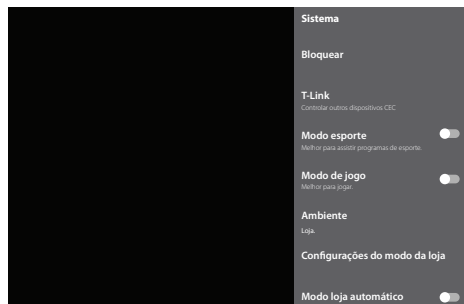 Sistema
Bloquear
T-Link
Controlar outros dispositivos CEC
Modo esporte
Melhor para assistir programas de esporte.
Modo de jogo
Melhor para jogar.
Ambiente
Loja.
Configurações do modo da loja
Modo loja automático